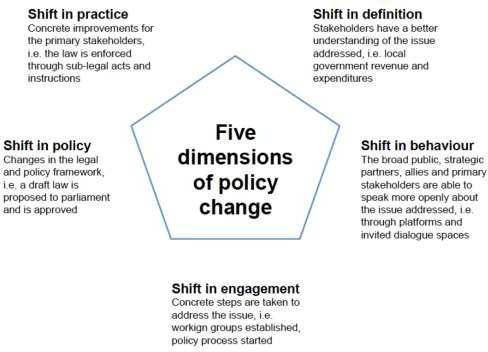 Shift in practice
Concrete improvements for
the primary stakeholders,
i.e. the law is enforced
through sub-legal acts and
instructions
Shift in definition
Stakeholders have a better
understanding of the issue
addressed, i.e. local
government revenue and
expenditures
Five
dimensions
of policy
change
Shift in policy
Changes in the legal
and policy framework,
i.e. a draft law is
proposed to parliament
and is approved
Shift in behaviour
The broad public, strategic
partners, allies and primary
stakeholders are able to
speak more openly about
the issue addressed, i.e.
through platforms and
invited dialogue spaces
Shift in engagement
Concrete steps are taken to
address the issue, i.e.
workign groups established,
policy process started